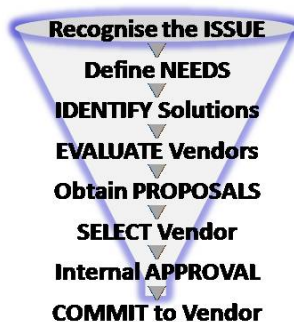 Recognise the ISSUE
Define NEEDS
IDENTIFY Solutions
EVALUATE Vendors
Obtain PROPOSALS
SELECT Vendor
Internal APPROVAL
COMMIT to Vendor